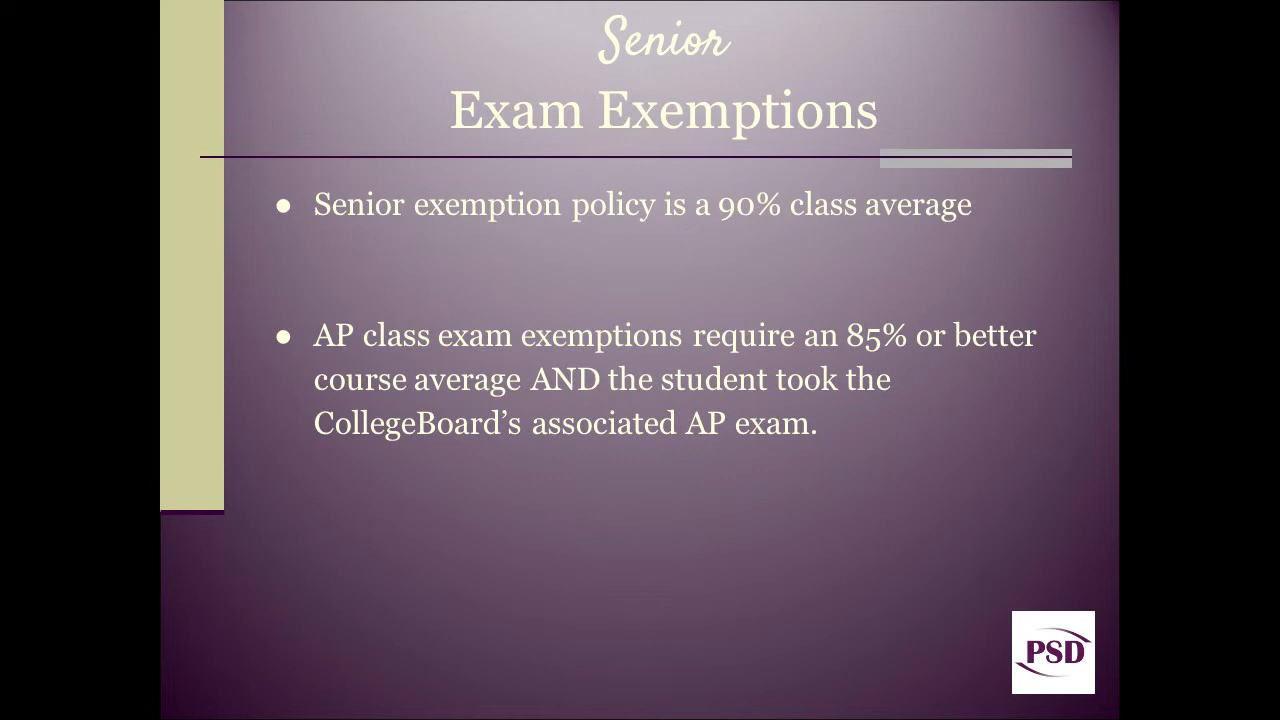 Senior
Exam Exemptions
● Senior exemption policy is a 90% class average
● AP class exam exemptions require an 85% or better
course average AND the student took the
CollegeBoard’s associated AP exam.
PSD